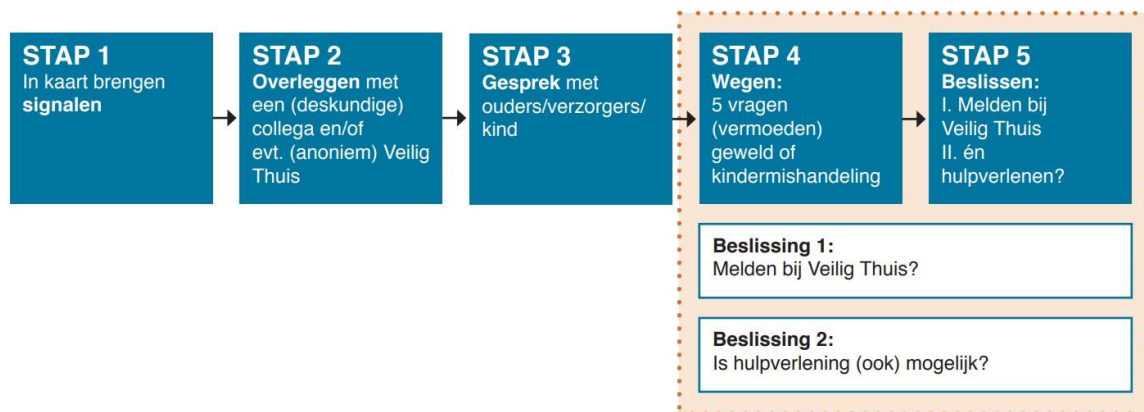 STAP 1
In kaart brengen
signalen
STAP 2
Overleggen met
een (deskundige)
collega en/of
evt. (anoniem) Veilig
Thuis
STAP 3
Gesprek met
ouders/verzorgers/
kind
STAP 4
Wegen:
5 vragen
(vermoeden)
geweld of
kindermishandeling
STAP 5
Beslissen:
I. Melden bij
Veilig Thuis
II. én
hulpverlenen?
Beslissing 1:
Melden bij Veilig Thuis?
Beslissing 2:
Is hulpverlening (ook) mogelijk?